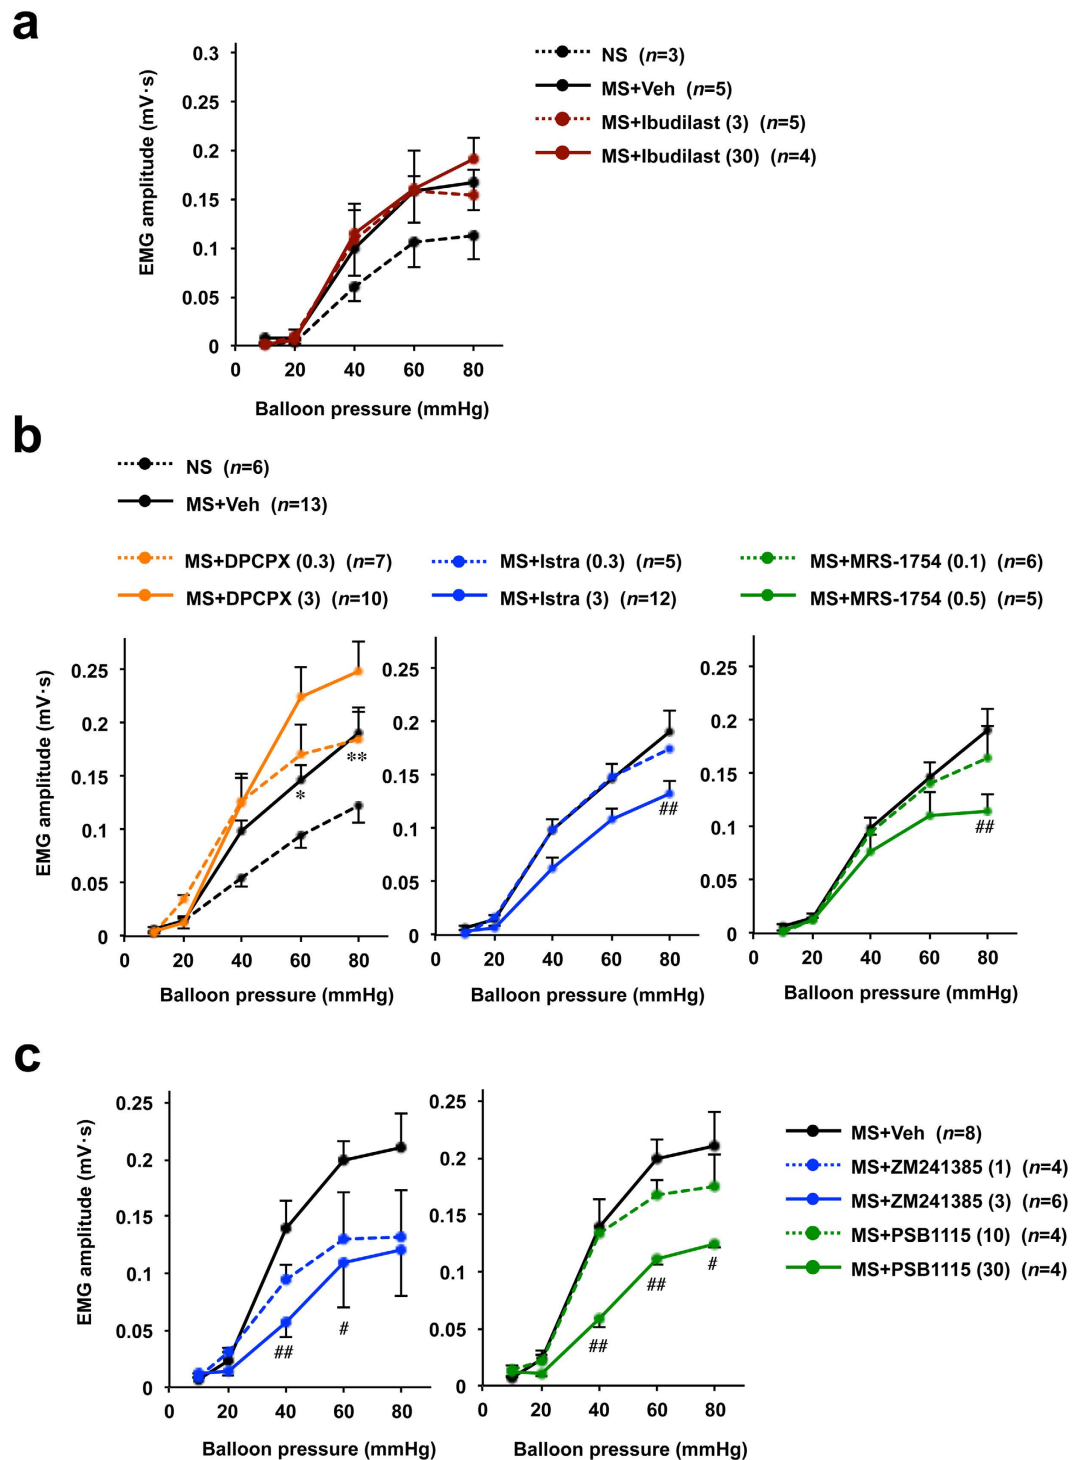 a
EMG amplitude (mV·s)
0.3
0.25
0.2
0.15
0.1
0.05
0
0 20 40 60 80
Balloon pressure (mmHg)
NS (n=3)
MS+Veh (n=5)
MS+Ibudilast (3) (n=5)
MS+Ibudilast (30) (n=4)
b
NS (n=6)
MS+Veh (n=13)
MS+DPCPX (0.3) (n=7)
MS+DPCPX (3) (n=10)
MS+Istra (0.3) (n=5)
MS+Istra (3) (n=12)
MS+MRS-1754 (0.1) (n=6)
MS+MRS-1754 (0.5) (n=5)
EMG amplitude (mV·s)
0.25
0.2
0.15
0.1
0.05
0
*
**
0 20 40 60 80
Balloon pressure (mmHg)
0.25
0.2
0.15
0.1
0.05
0
##
0 20 40 60 80
Balloon pressure (mmHg)
0.25
0.2
0.15
0.1
0.05
0
##
0 20 40 60 80
Balloon pressure (mmHg)
c
EMG amplitude (mV·s)
0.25
0.2
0.15
0.1
0.05
0
##
#
0 20 40 60 80
Balloon pressure (mmHg)
0.25
0.2
0.15
0.1
0.05
0
##
##
#
0 20 40 60 80
Balloon pressure (mmHg)
MS+Veh (n=8)
MS+ZM241385 (1) (n=4)
MS+ZM241385 (3) (n=6)
MS+PSB1115 (10) (n=4)
MS+PSB1115 (30) (n=4)